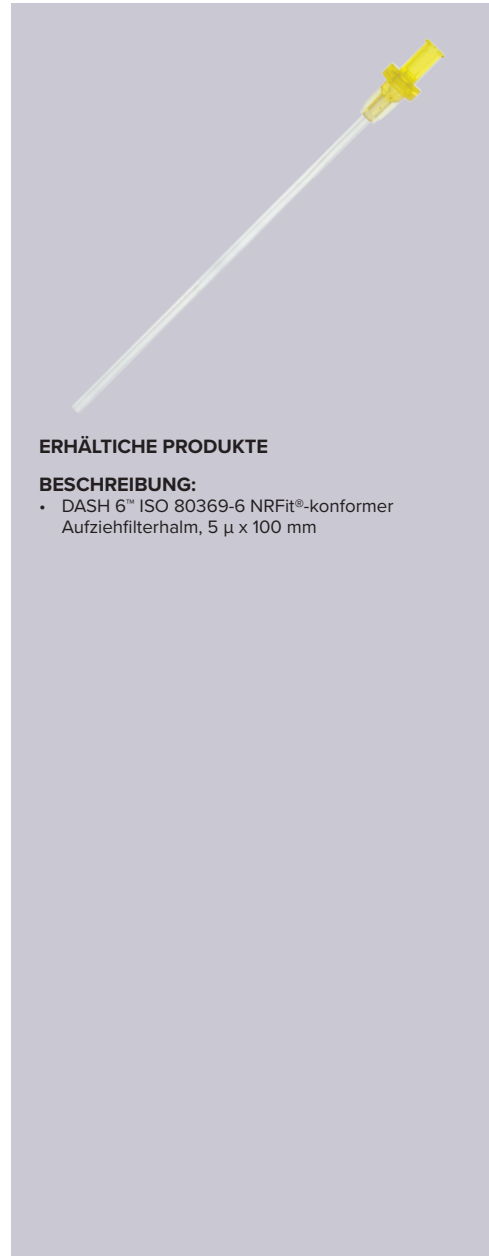 ERHÄLTICHE PRODUKTE
BESCHREIBUNG:
• DASH 6™ ISO 80369-6 NRFit®-konformer
Aufziehfilterhalm, 5 µ x 100 mm